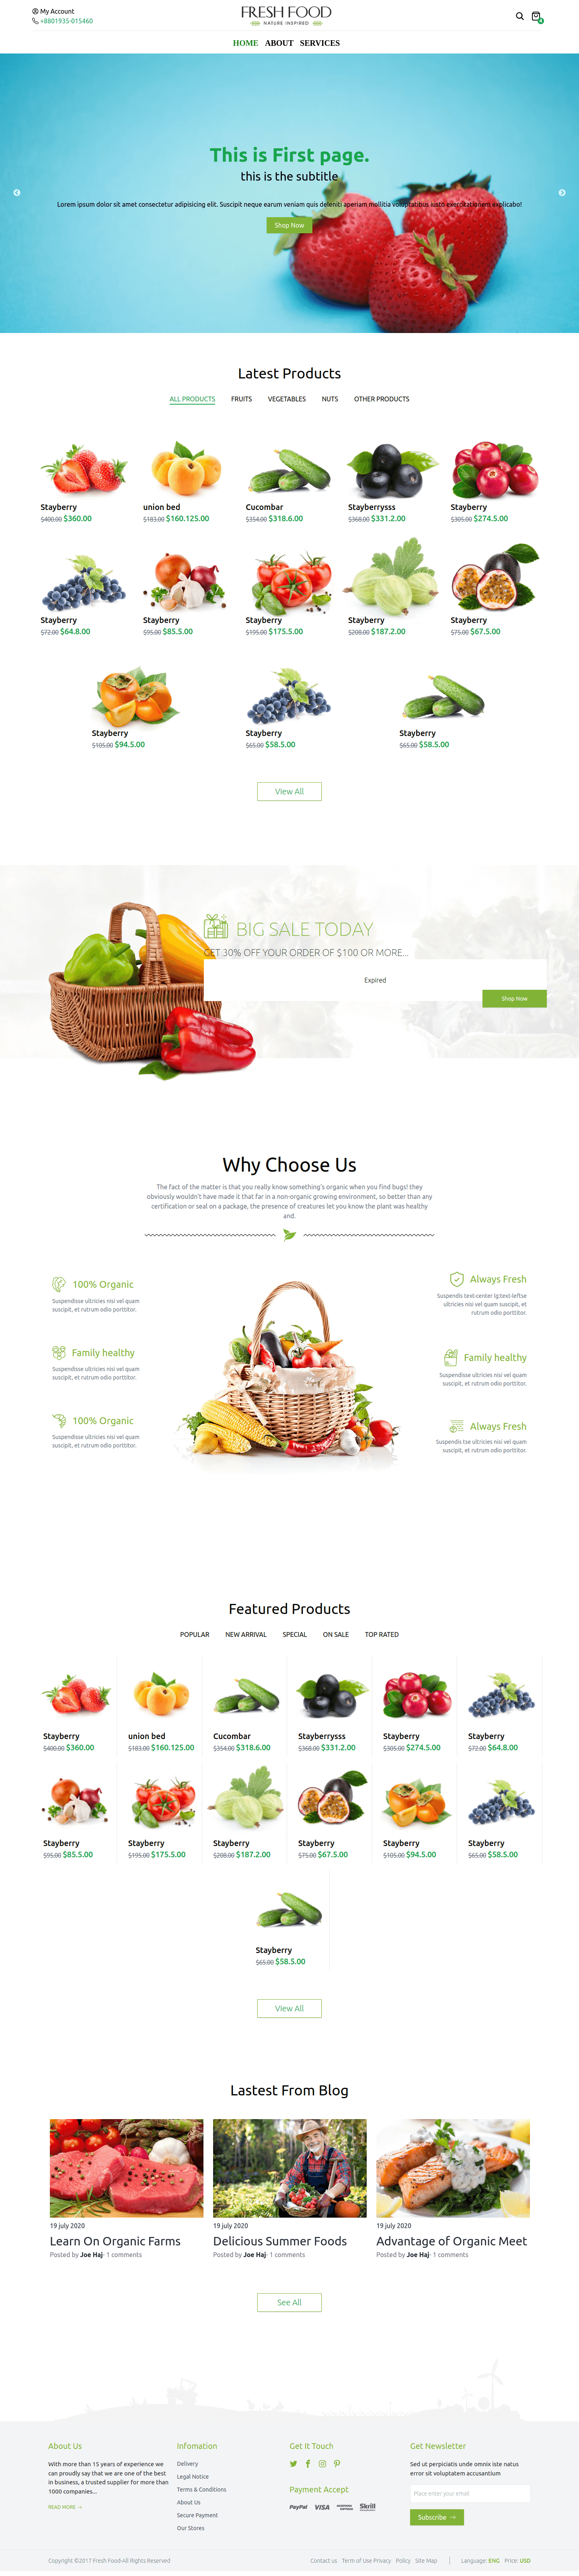 My Account
+8801935-015460
FRESH FOOD
NATURE INSPIRED
4
HOME ABOUT SERVICES
This is First page.
this is the subtitle
Lorem ipsum dolor sit amet consectetur adipisicing elit. Suscipit neque earum veniam quis deleniti aperiam mollitia voluptatibus iusto exercitationem explicabo!
Shop Now
Latest Products
ALL PRODUCTS FRUITS VEGETABLES NUTS OTHER PRODUCTS
Stayberry union bed Cucombar Stayberrysss Stayberry
$400.00 $360.00 $183.00 $160.125.00 $354.00 $318.6.00 $368.00 $331.2.00 $305.00 $274.5.00
Stayberry Stayberry Stayberry Stayberry Stayberry
$72.00 $64.8.00 $95.00 $85.5.00 $195.00 $175.5.00 $208.00 $187.2.00 $75.00 $67.5.00
Stayberry Stayberry Stayberry
$105.00 $94.5.00 $65.00 $58.5.00 $65.00 $58.5.00
View All
BIG SALE TODAY
GET 30% OFF YOUR ORDER OF $100 OR MORE...
Expired
Shop Now
Why Choose Us
The fact of the matter is that you really know something's organic when you find bugs! they
obviously wouldn't have made it that far in a non-organic growing environment, so better than any
certification or seal on a package, the presence of creatures let you know the plant was healthy
and.
100% Organic
Suspendisse ultricies nisi vel quam
suscipit, et rutrum odio porttitor.
Family healthy
Suspendisse ultricies nisi vel quam
suscipit, et rutrum odio porttitor.
100% Organic
Suspendisse ultricies nisi vel quam
suscipit, et rutrum odio porttitor.
Always Fresh
Suspendis text-center lg:text-leftse
ultricies nisi vel quam suscipit, et
rutrum odio porttitor.
Family healthy
Suspendisse ultricies nisi vel quam
suscipit, et rutrum odio porttitor.
Always Fresh
Suspendis tse ultricies nisi vel quam
suscipit, et rutrum odio porttitor.
Featured Products
POPULAR NEW ARRIVAL SPECIAL ON SALE TOP RATED
Stayberry union bed Cucombar Stayberrysss Stayberry Stayberry
$400.00 $360.00 $183.00 $160.125.00 $354.00 $318.6.00 $368.00 $331.2.00 $305.00 $274.5.00 $72.00 $64.8.00
Stayberry Stayberry Stayberry Stayberry Stayberry Stayberry
$95.00 $85.5.00 $195.00 $175.5.00 $208.00 $187.2.00 $75.00 $67.5.00 $105.00 $94.5.00 $65.00 $58.5.00
Stayberry
$65.00 $58.5.00
View All
Lastest From Blog
19 july 2020 19 july 2020 19 july 2020
Learn On Organic Farms Delicious Summer Foods Advantage of Organic Meet
Posted by Joe Haj- 1 comments Posted by Joe Haj- 1 comments Posted by Joe Haj- 1 comments
See All
About Us
With more than 15 years of experience we
can proudly say that we are one of the best
in business, a trusted supplier for more than
1000 companies...
READ MORE
Infomation
Delivery
Legal Notice
Terms & Conditions
About Us
Secure Payment
Our Stores
Get It Touch
Payment Accept
PayPal VISA Skrill
Get Newsletter
Sed ut perpiciatis unde omnix iste natus
error sit voluptatem accusantium
Place enter your email
Subscribe
Copyright ©2017 Fresh Food-All Rights Reserved
Contact us Term of Use Privacy Policy Site Map | Language: ENG Price: USD